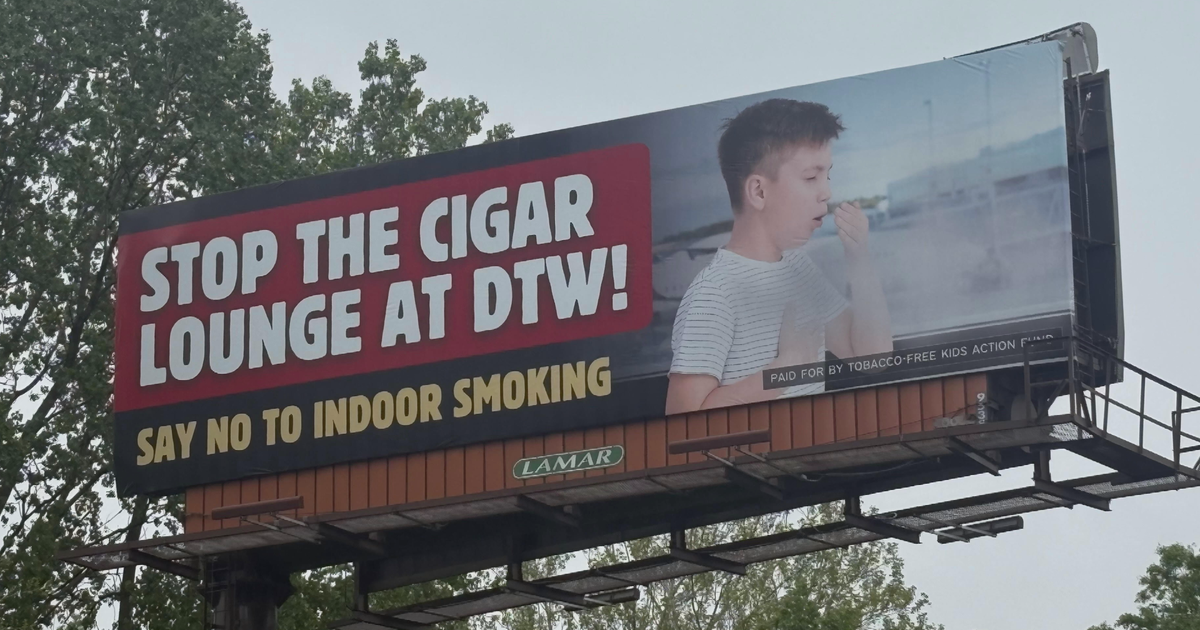 STOP THE CIGAR
LOUNGE AT DTW!
SAY NO TO INDOOR SMOKING
PAID FOR BY TOBACCO-FREE KIDS ACTION FUND
LAMAR